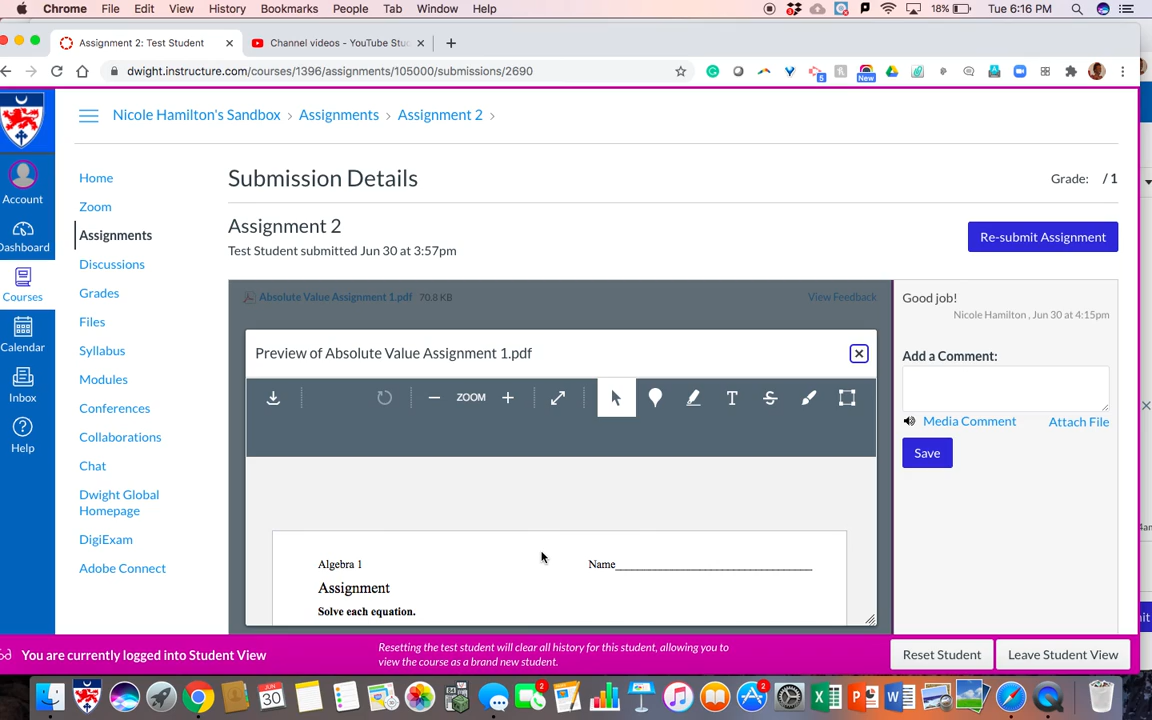 Chrome File Edit View History Bookmarks People Tab Window Help 18% Tue 6:16 PM
Assignment 2: Test Student Channel videos - YouTube Stu
dwight.instructure.com/courses/1396/assignments/105000/submissions/2690
5 New
Nicole Hamilton's Sandbox › Assignments › Assignment 2 ›
Account
Dashboard
Courses
Calendar
Inbox
Help
Home
Zoom
Assignments
Discussions
Grades
Files
Syllabus
Modules
Conferences
Collaborations
Chat
Dwight Global
Homepage
DigiExam
Adobe Connect
Submission Details
Grade: / 1
Assignment 2
Test Student submitted Jun 30 at 3:57pm
Re-submit Assignment
Absolute Value Assignment 1.pdf 70.8 KB View Feedback
Preview of Absolute Value Assignment 1.pdf
ZOOM T S
Algebra 1 Name
Assignment
Solve each equation.
Good job!
Nicole Hamilton , Jun 30 at 4:15pm
Add a Comment:
Media Comment Attach File
Save
You are currently logged into Student View
Resetting the test student will clear all history for this student, allowing you to
view the course as a brand new student.
Reset Student Leave Student View
JUN
30
2
2